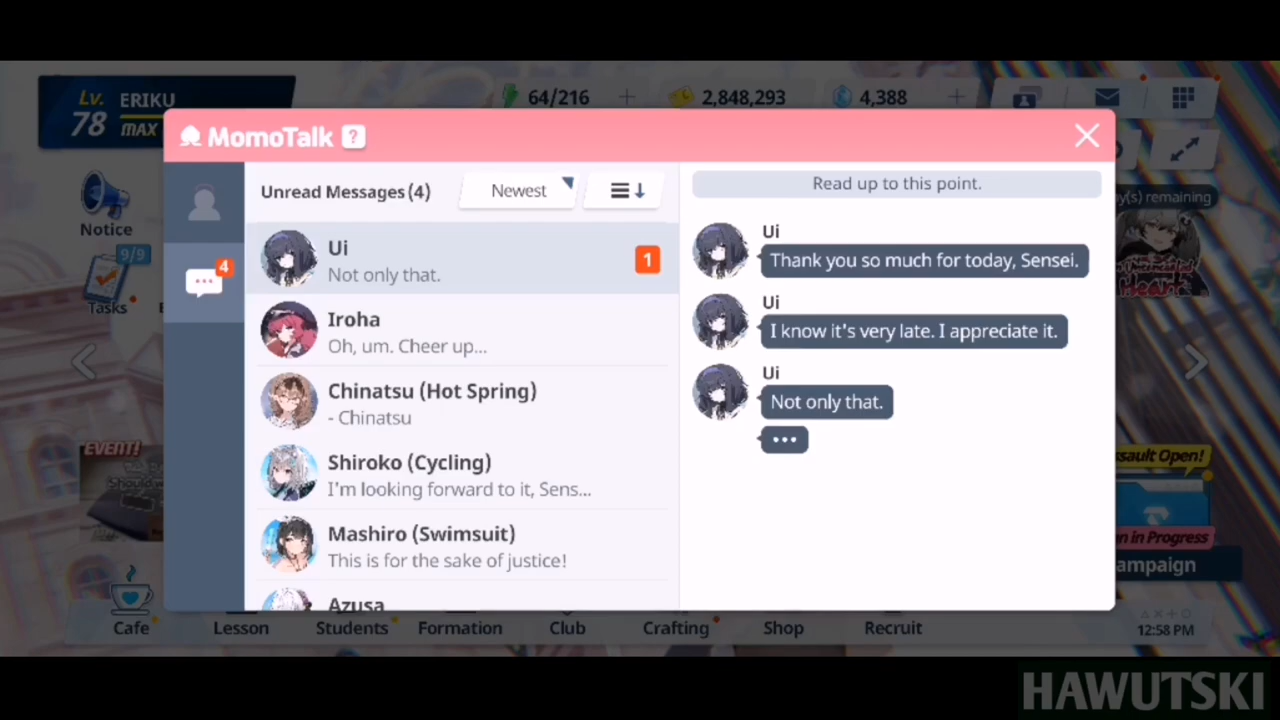 Lv. 78 MAX
ERIKU
64/216
2,848,293
4,388
MomoTalk ?
Unread Messages (4)
Newest
4
Ui
Not only that.
1
Iroha
Oh, um. Cheer up...
Chinatsu (Hot Spring)
- Chinatsu
Shiroko (Cycling)
I'm looking forward to it, Sens...
Mashiro (Swimsuit)
This is for the sake of justice!
Azusa
Read up to this point.
Ui
Thank you so much for today, Sensei.
Ui
I know it's very late. I appreciate it.
Ui
Not only that.
...
Notice
9/9
Tasks
EVENT!
y(s) remaining
Heart
ssault Open!
n in Progress
ampaign
Cafe
Lesson
Students
Formation
Club
Crafting
Shop
Recruit
12:58 PM
HAWUTSKI